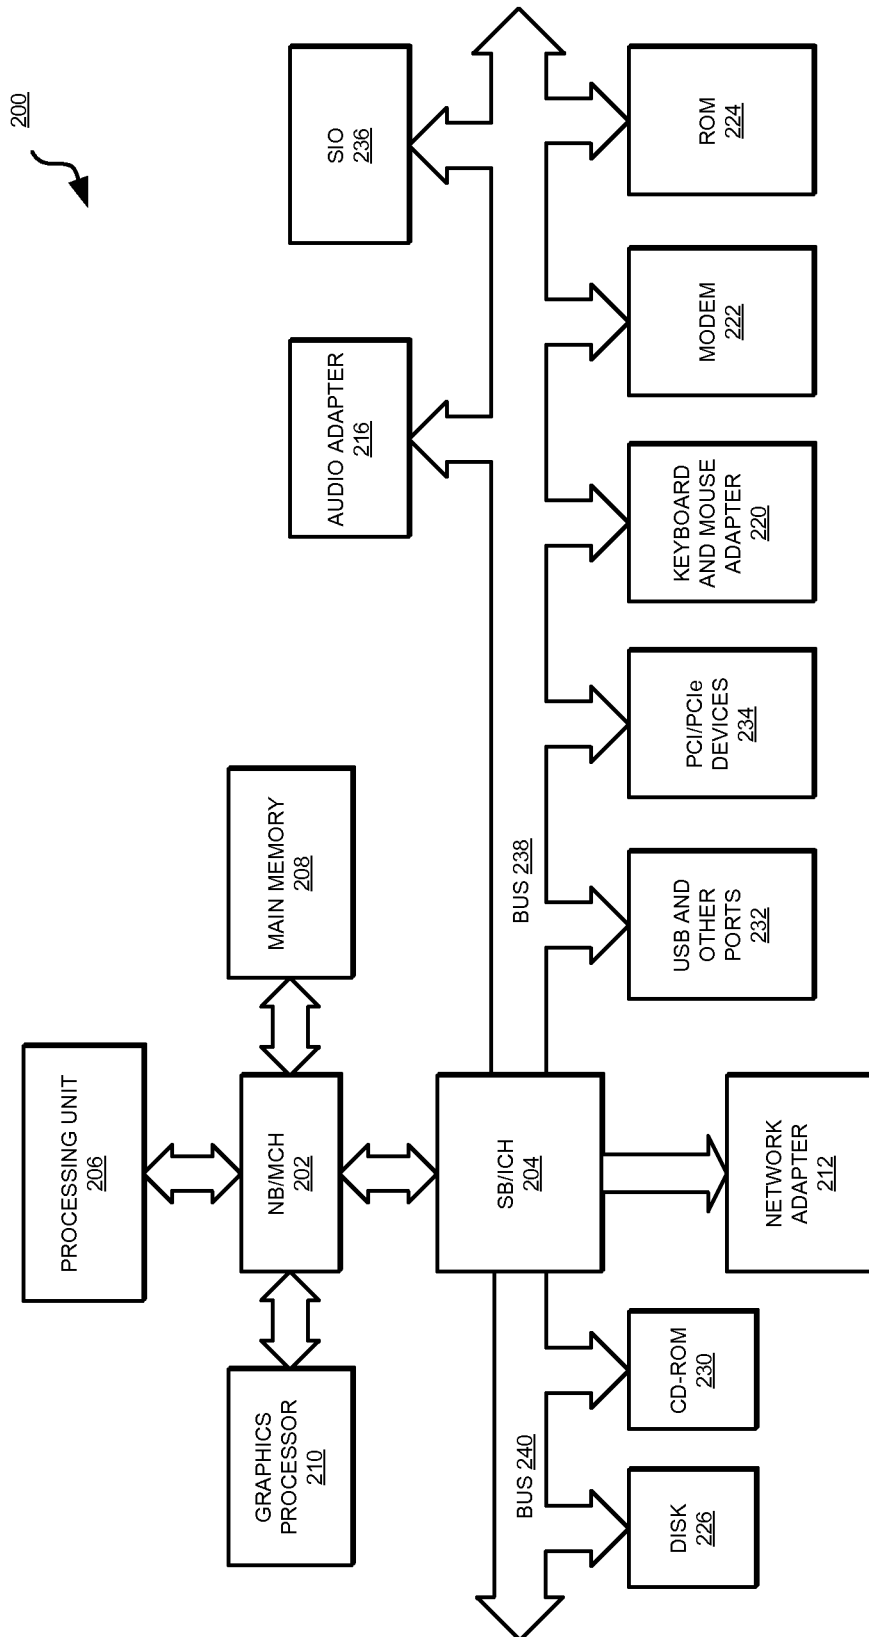 200
PROCESSING UNIT
206
GRAPHICS
PROCESSOR
210
NB/MCH
202
MAIN MEMORY
208
AUDIO ADAPTER
216
SIO
236
SB/ICH
204
BUS 240
BUS 238
DISK
226
CD-ROM
230
NETWORK
ADAPTER
212
USB AND
OTHER
PORTS
232
PCI/PCIe
DEVICES
234
KEYBOARD
AND MOUSE
ADAPTER
220
MODEM
222
ROM
224